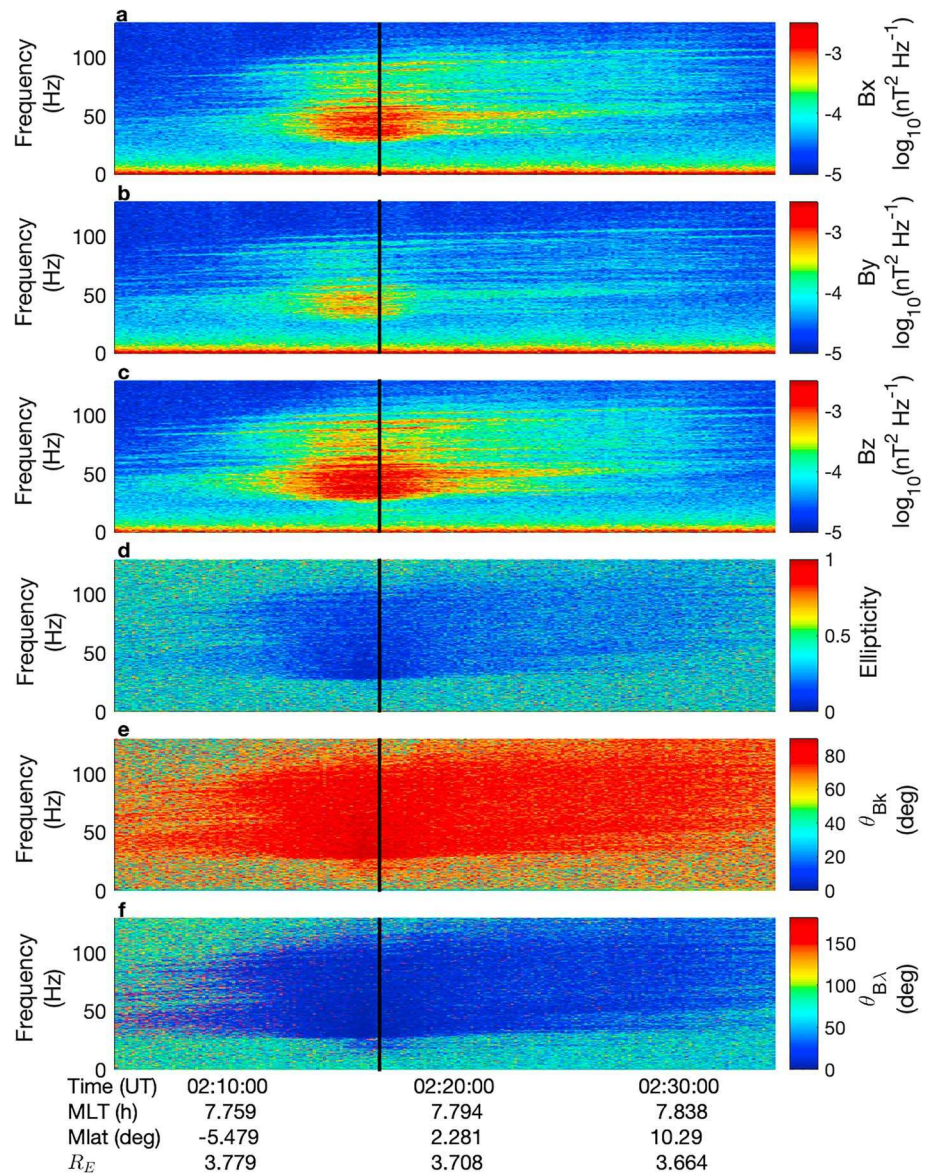 a
100
50
0
Frequency
(Hz)
-3
-4
-5
Bx
log10(nT2 Hz-1)
b
100
50
0
Frequency
(Hz)
-3
-4
-5
By
log10(nT2 Hz-1)
c
100
50
0
Frequency
(Hz)
-3
-4
-5
Bz
log10(nT2 Hz-1)
d
100
50
0
Frequency
(Hz)
1
0.5
0
Ellipticity
e
100
50
0
Frequency
(Hz)
80
60
40
20
0
θBk
(deg)
f
100
50
0
Frequency
(Hz)
150
100
50
0
θBλ
(deg)
Time (UT) 02:10:00 02:20:00 02:30:00
MLT (h) 7.759 7.794 7.838
Mlat (deg) -5.479 2.281 10.29
RE 3.779 3.708 3.664